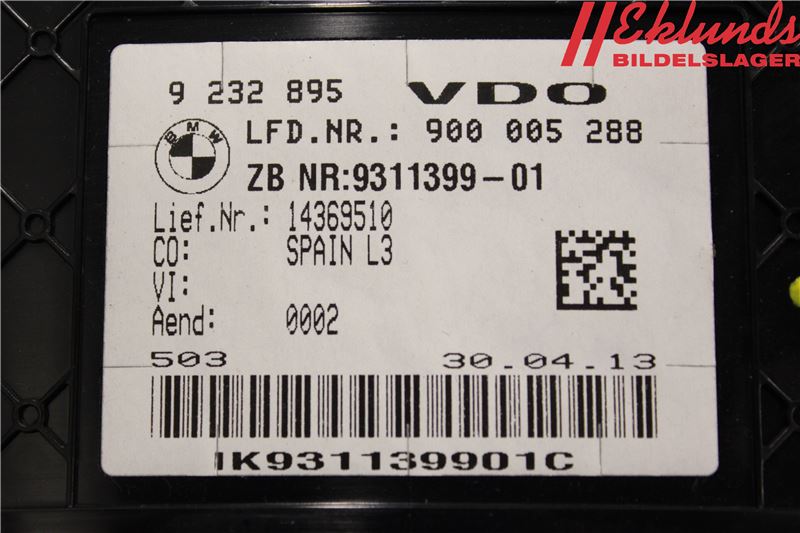 Eklunds
BILDELSLAGER
9 232 895 VDO
BMW
LFD.NR.: 900 005 288
ZB NR:9311399-01
Lief.Nr.: 14369510
CO: SPAIN L3
VI:
Aend: 0002
503 30.04.13
1K931139901C